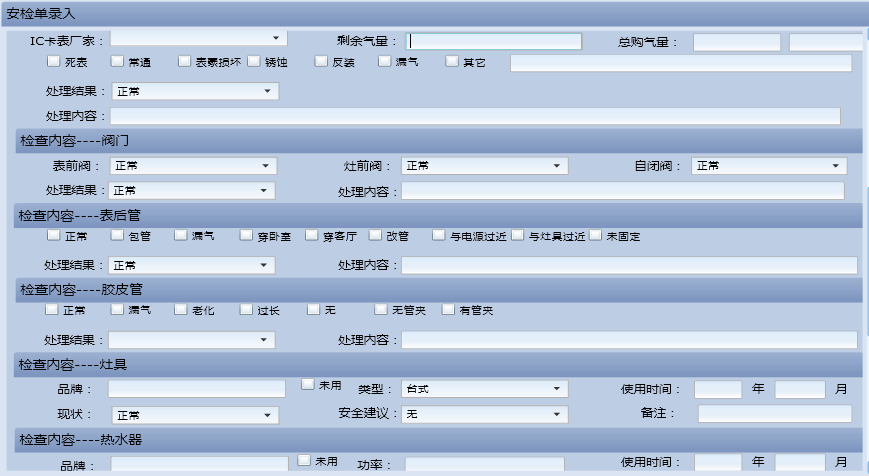 安检单录入
IC卡表厂家： 剩余气量： 总购气量：
死表 常通 表蒙损坏 锈蚀 反装 漏气 其它
处理结果： 正常
处理内容：
检查内容----阀门
表前阀： 正常 灶前阀： 正常 自闭阀： 正常
处理结果： 正常 处理内容：
检查内容----表后管
正常 包管 漏气 穿卧室 穿客厅 改管 与电源过近 与灶具过近 未固定
处理结果： 正常 处理内容：
检查内容----胶皮管
正常 漏气 老化 过长 无 无管夹 有管夹
处理结果： 处理内容：
检查内容----灶具
品牌： 未用 类型： 台式 使用时间： 年 月
现状： 正常 安全建议： 无 备注：
检查内容----热水器
品牌： 未用 功率： 使用时间： 年 月